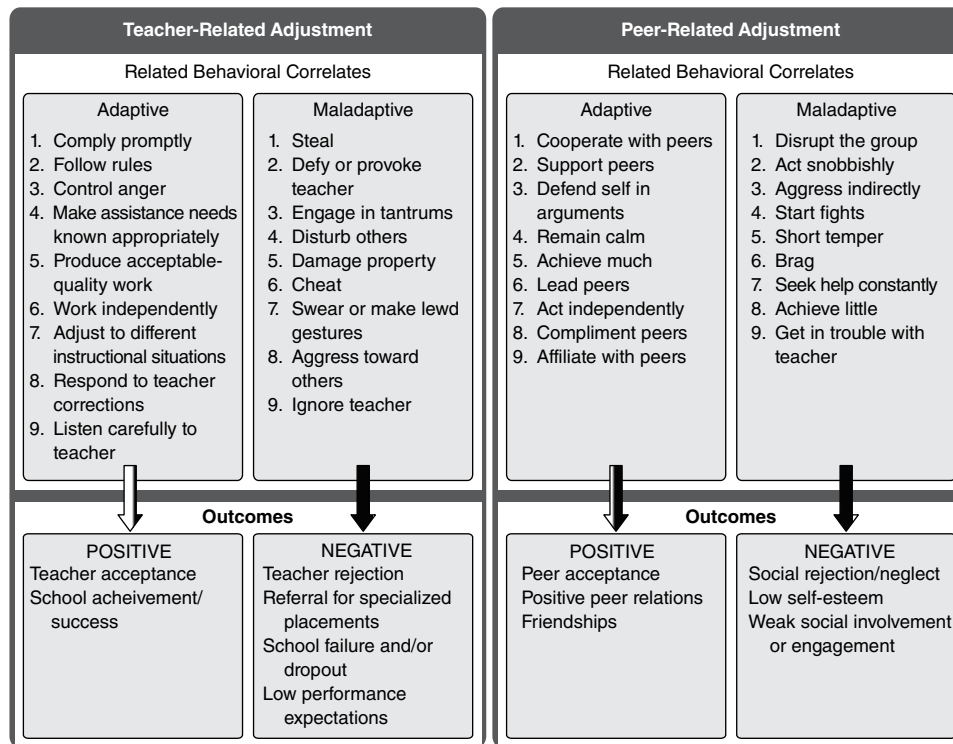 Teacher-Related Adjustment
Related Behavioral Correlates
Adaptive
1. Comply promptly
2. Follow rules
3. Control anger
4. Make assistance needs
known appropriately
5. Produce acceptable-
quality work
6. Work independently
7. Adjust to different
instructional situations
8. Respond to teacher
corrections
9. Listen carefully to
teacher
Maladaptive
1. Steal
2. Defy or provoke
teacher
3. Engage in tantrums
4. Disturb others
5. Damage property
6. Cheat
7. Swear or make lewd
gestures
8. Aggress toward
others
9. Ignore teacher
Outcomes
POSITIVE
Teacher acceptance
School acheivement/
success
NEGATIVE
Teacher rejection
Referral for specialized
placements
School failure and/or
dropout
Low performance
expectations
Peer-Related Adjustment
Related Behavioral Correlates
Adaptive
1. Cooperate with peers
2. Support peers
3. Defend self in
arguments
4. Remain calm
5. Achieve much
6. Lead peers
7. Act independently
8. Compliment peers
9. Affiliate with peers
Maladaptive
1. Disrupt the group
2. Act snobbishly
3. Aggress indirectly
4. Start fights
5. Short temper
6. Brag
7. Seek help constantly
8. Achieve little
9. Get in trouble with
teacher
Outcomes
POSITIVE
Peer acceptance
Positive peer relations
Friendships
NEGATIVE
Social rejection/neglect
Low self-esteem
Weak social involvement
or engagement